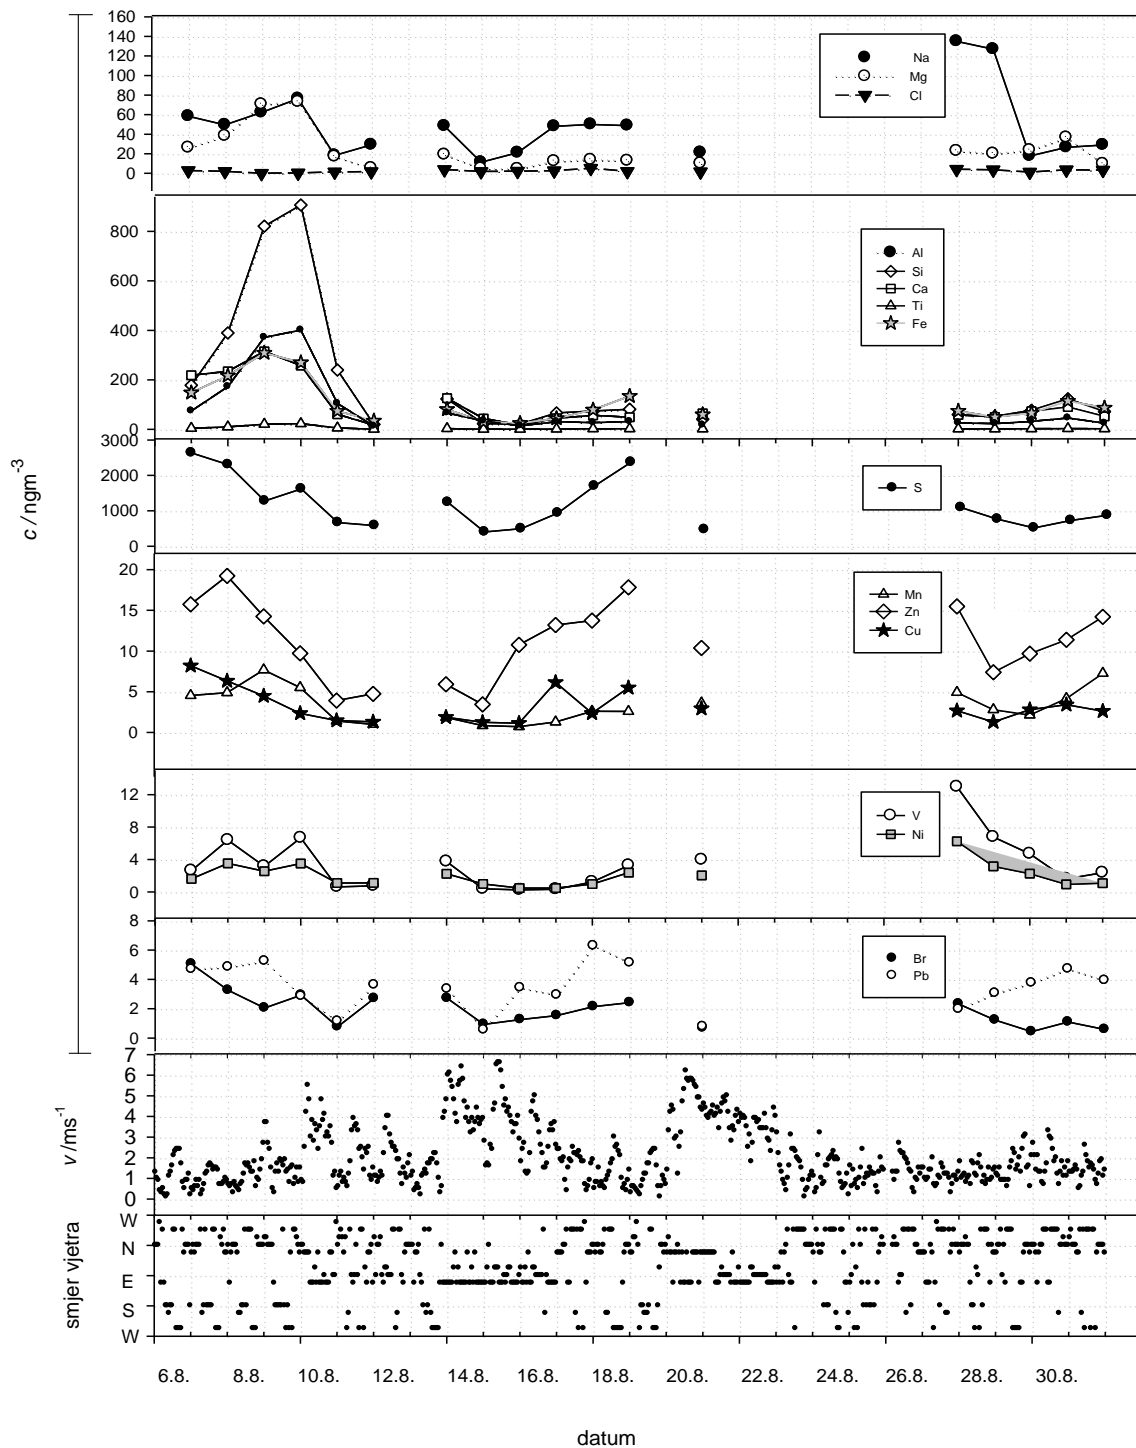 160
140
120
100
80
60
40
20
0
Na
Mg
Cl
800
600
400
200
0
Al
Si
Ca
Ti
Fe
3000
2000
1000
0
S
20
15
10
5
0
Mn
Zn
Cu
12
8
4
0
V
Ni
8
6
4
2
0
Br
Pb
c / ngm-3
7
6
5
4
3
2
1
0
v /ms-1
W
N
E
S
W
smjer vjetra
6.8. 8.8. 10.8. 12.8. 14.8. 16.8. 18.8. 20.8. 22.8. 24.8. 26.8. 28.8. 30.8.
datum